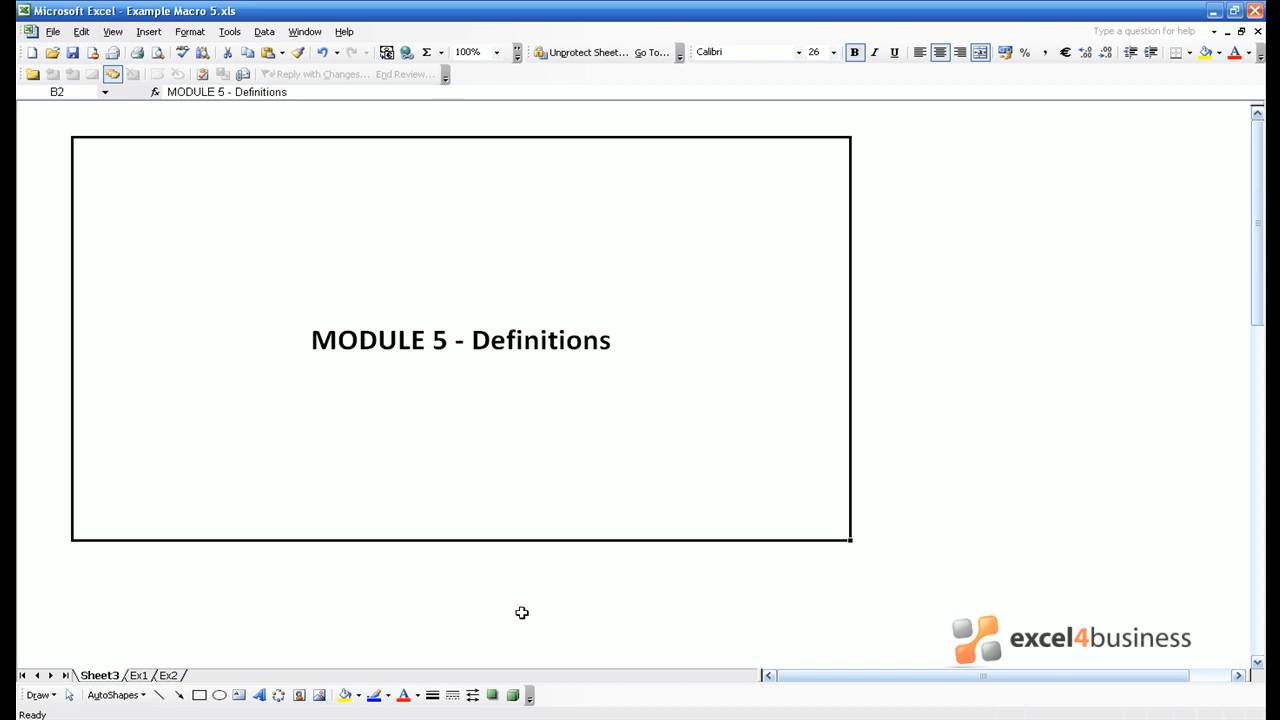 Microsoft Excel - Example Macro 5.xls
File Edit View Insert Format Tools Data Window Help
Type a question for help
Σ 100% Unprotect Sheet... Go To... Calibri 26 B I U % , €
Reply with Changes... End Review...
B2 fx MODULE 5 - Definitions
MODULE 5 - Definitions
excel4business
Sheet3 Ex1 Ex2
Draw AutoShapes
Ready